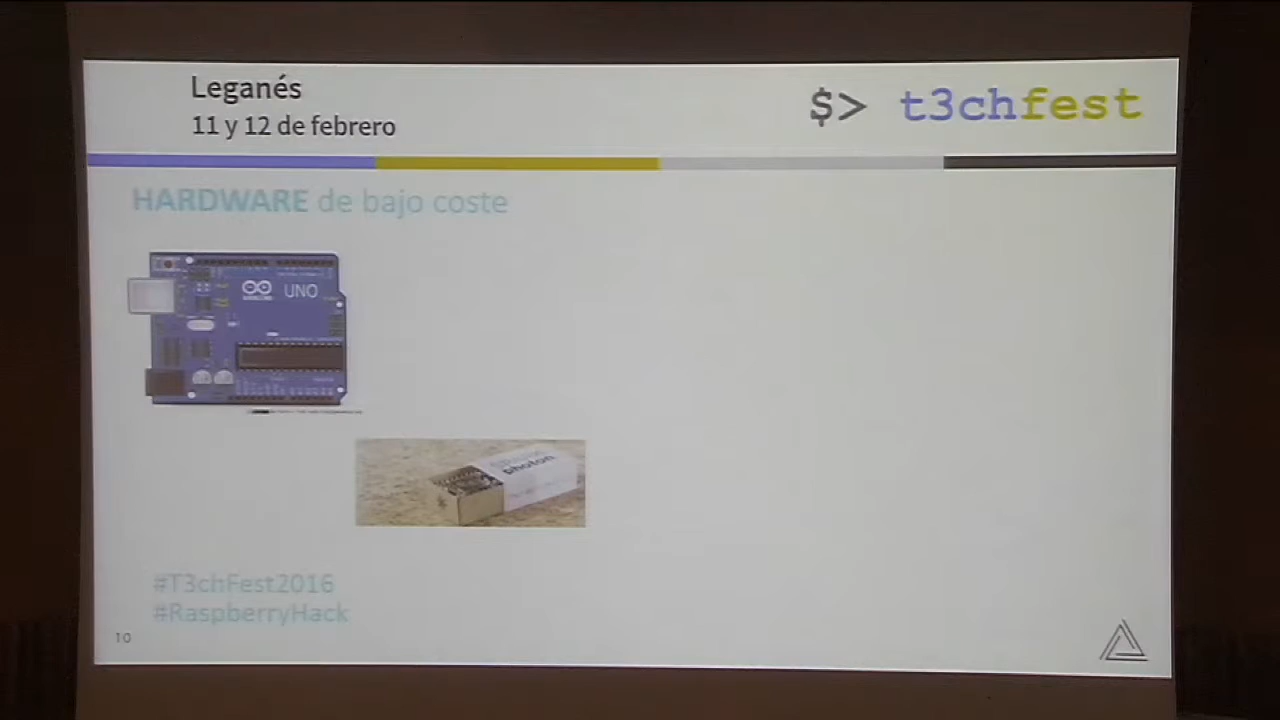 Leganés
11 y 12 de febrero
$> t3chfest
HARDWARE de bajo coste
UNO
photon
#T3chFest2016
#RaspberryHack
10